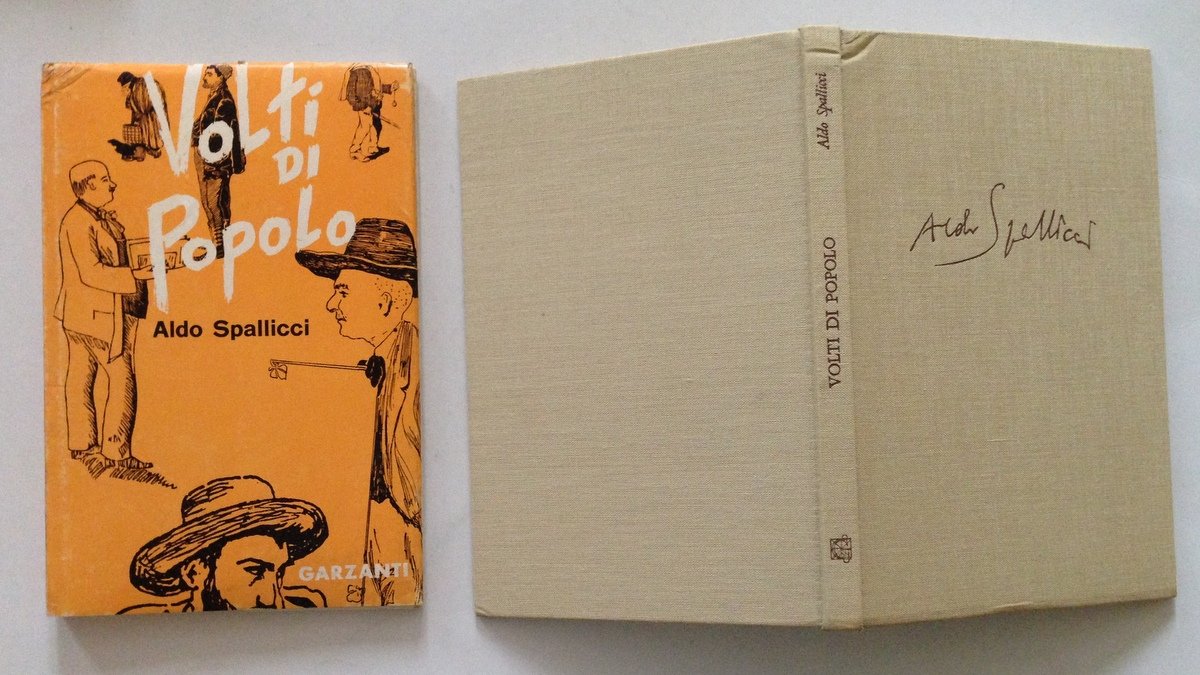 Volti
DI
Popolo
Aldo Spallicci
GARZANTI
Aldo Spallicci
VOLTI DI POPOLO
Aldo Spallicci